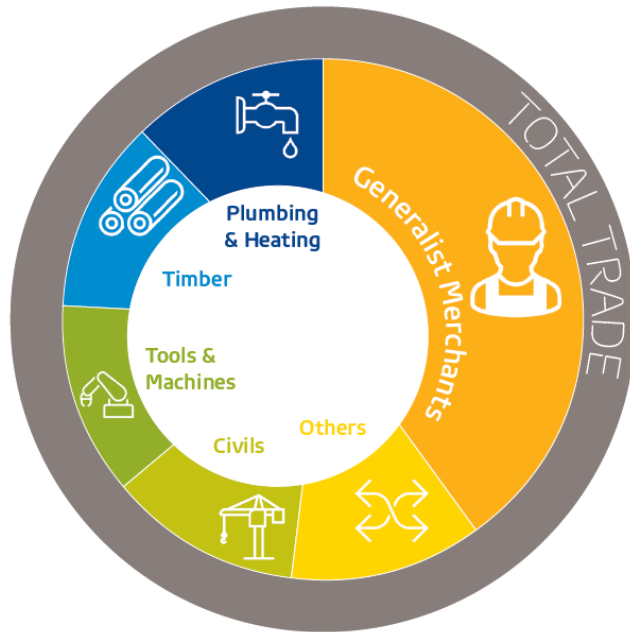 TOTAL TRADE
Generalist Merchants
Plumbing
& Heating
Timber
Tools &
Machines
Civils
Others